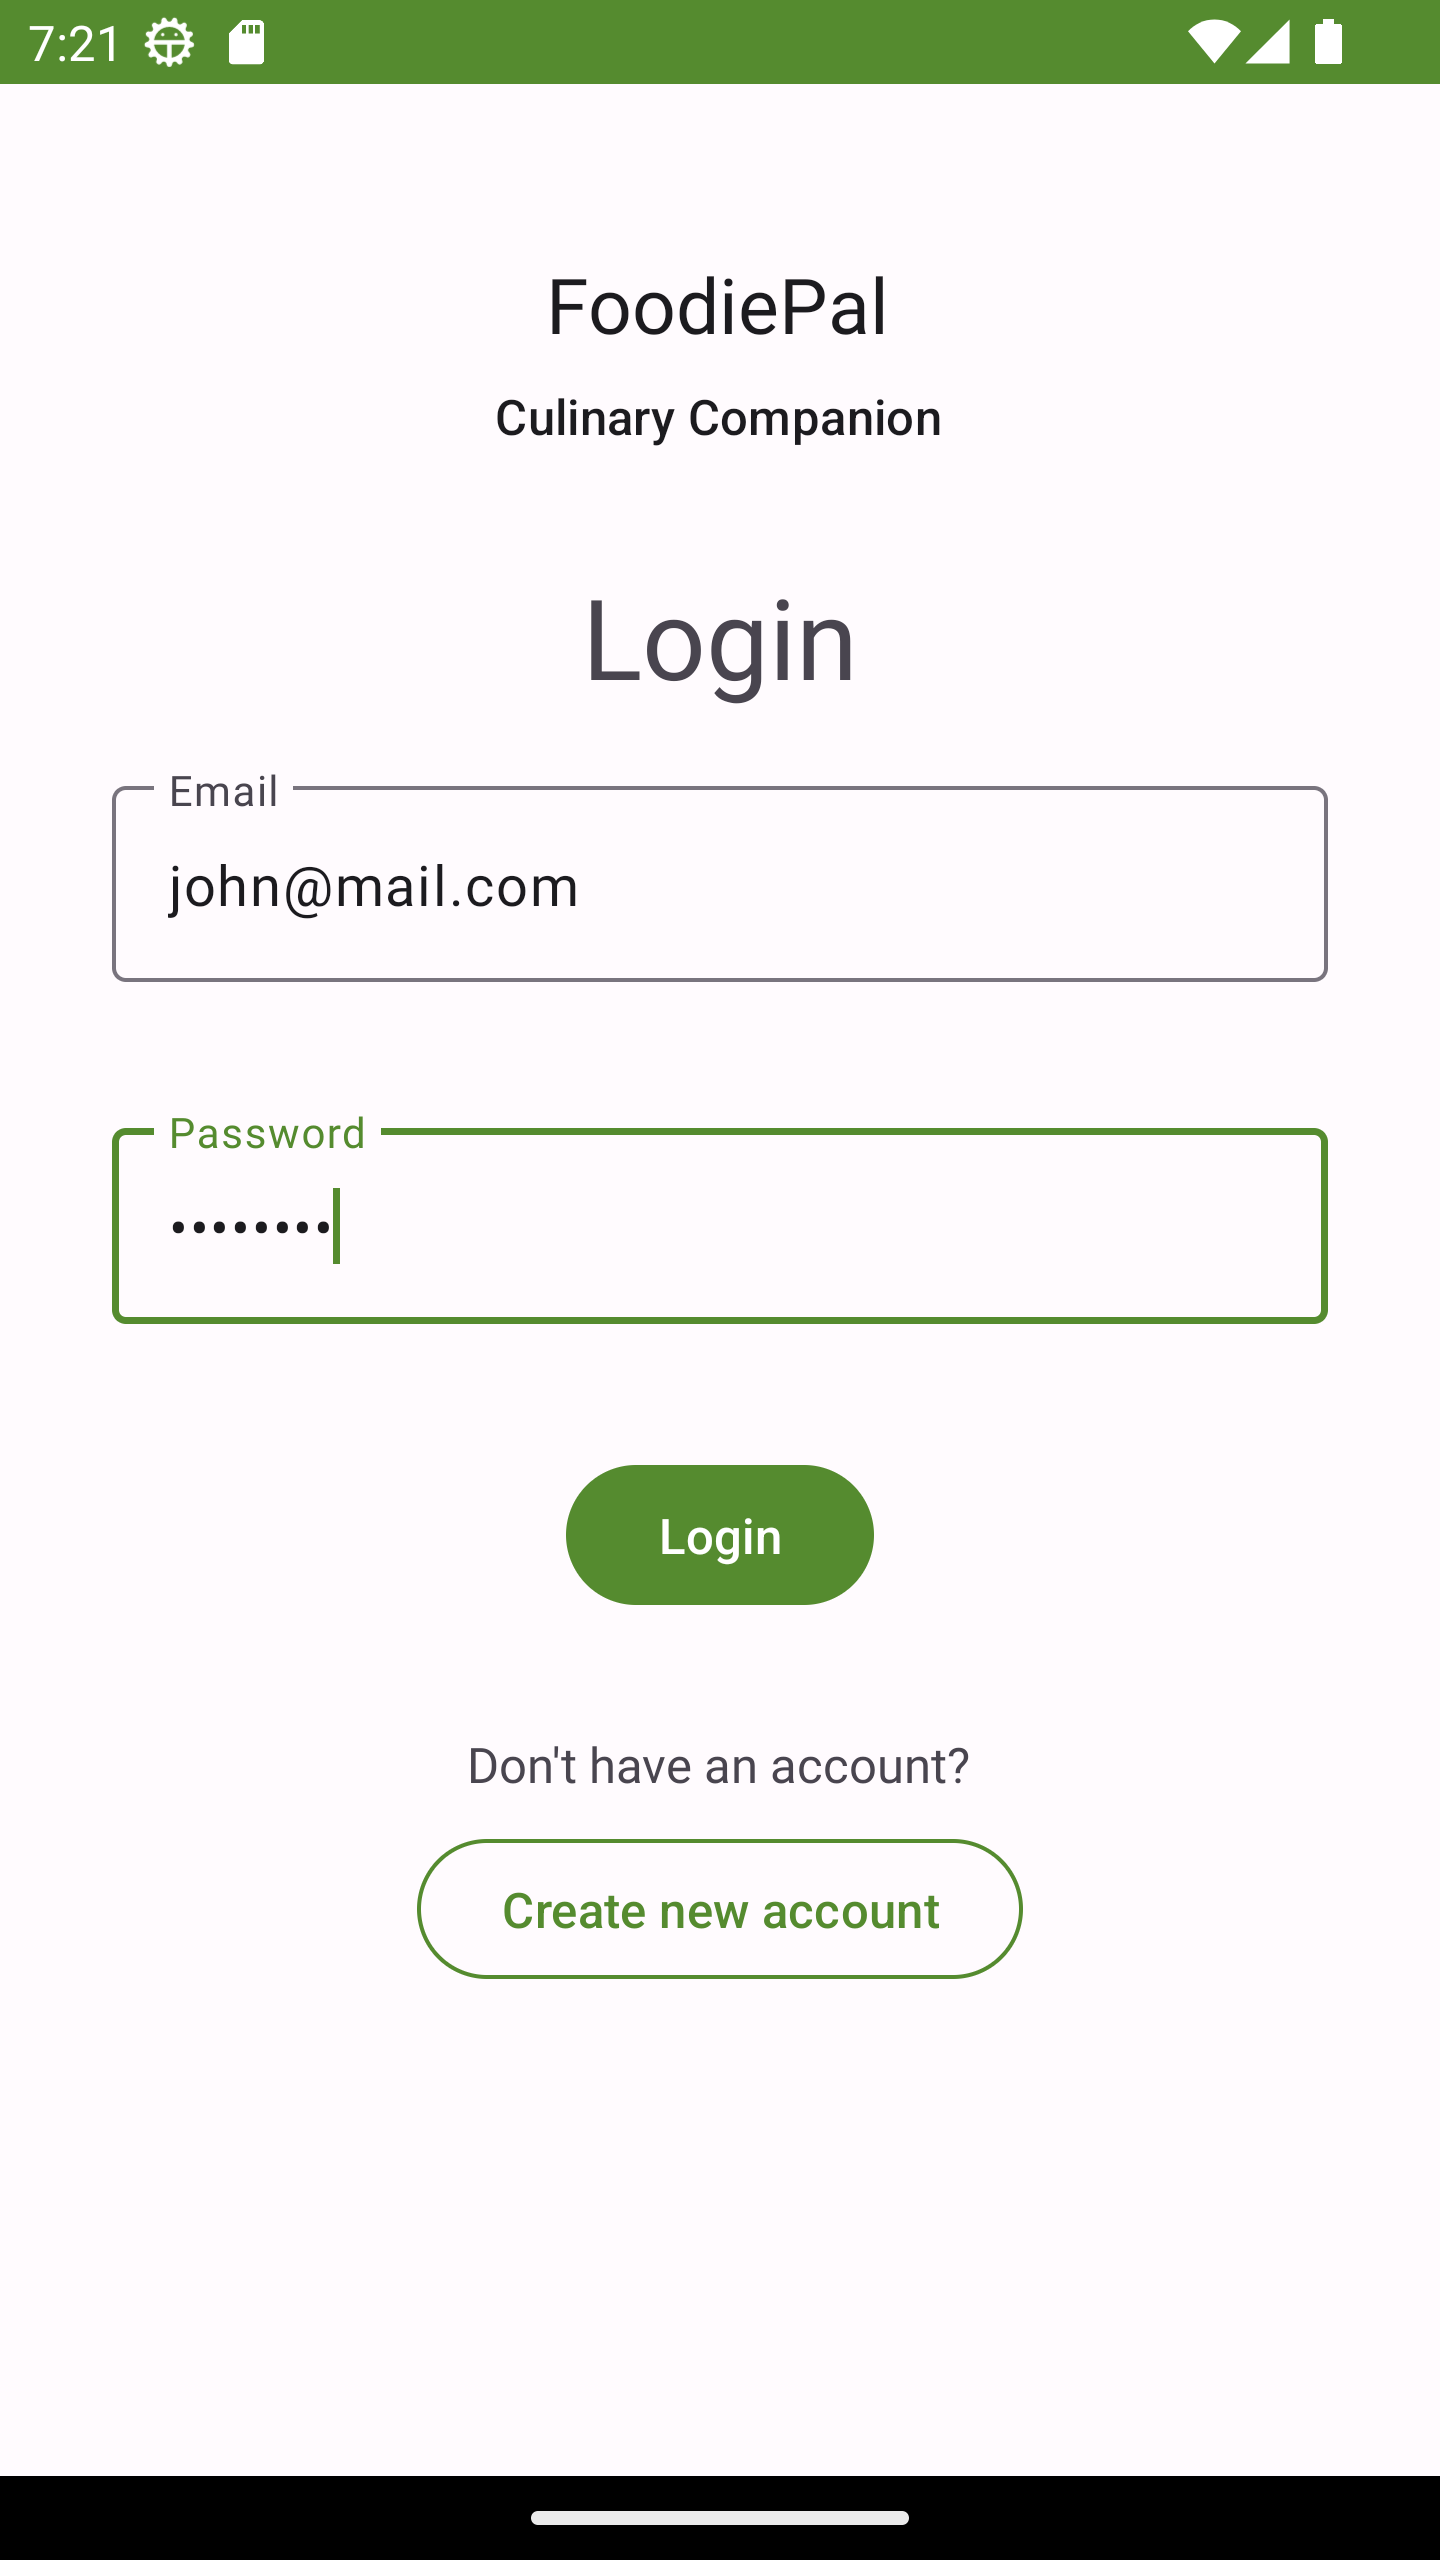 7:21
FoodiePal
Culinary Companion
Login
Email
john@mail.com
Password
••••••••
Login
Don't have an account?
Create new account